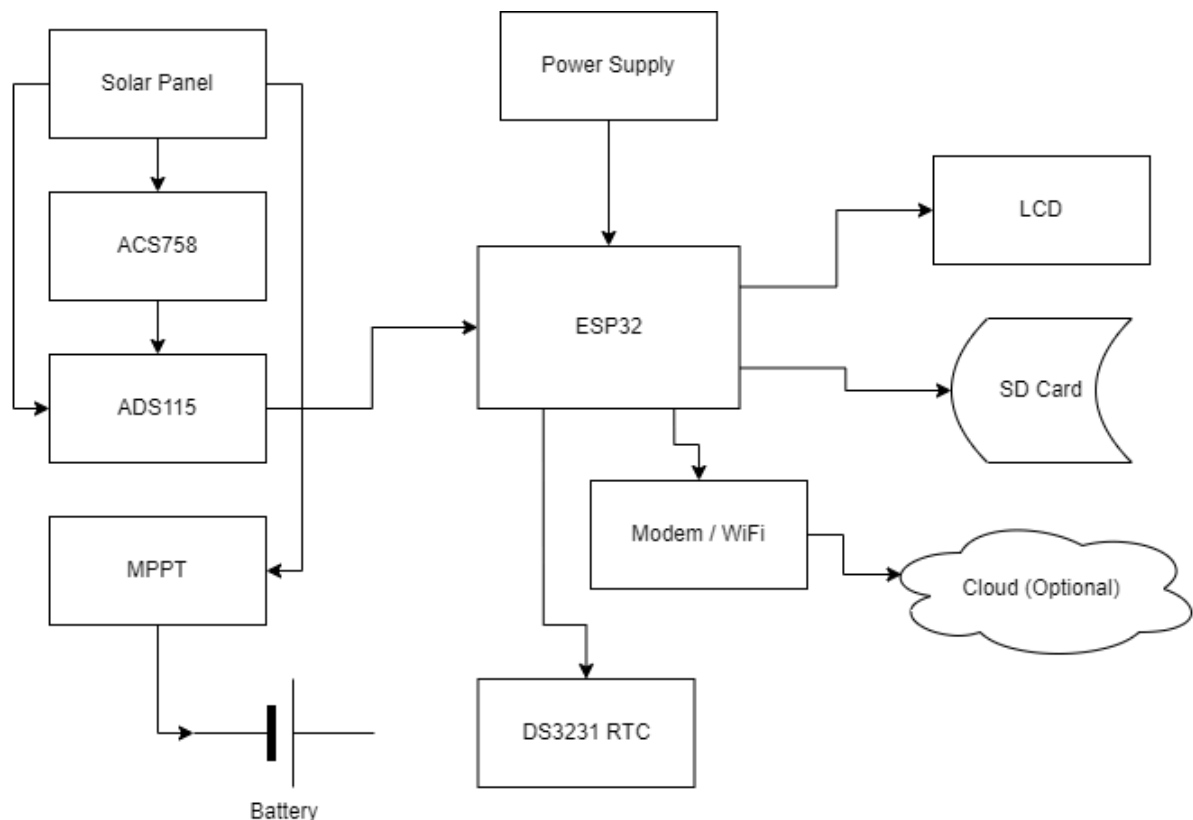 Solar Panel
Power Supply
LCD
ACS758
ESP32
SD Card
ADS115
Modem / WiFi
MPPT
Cloud (Optional)
DS3231 RTC
Battery